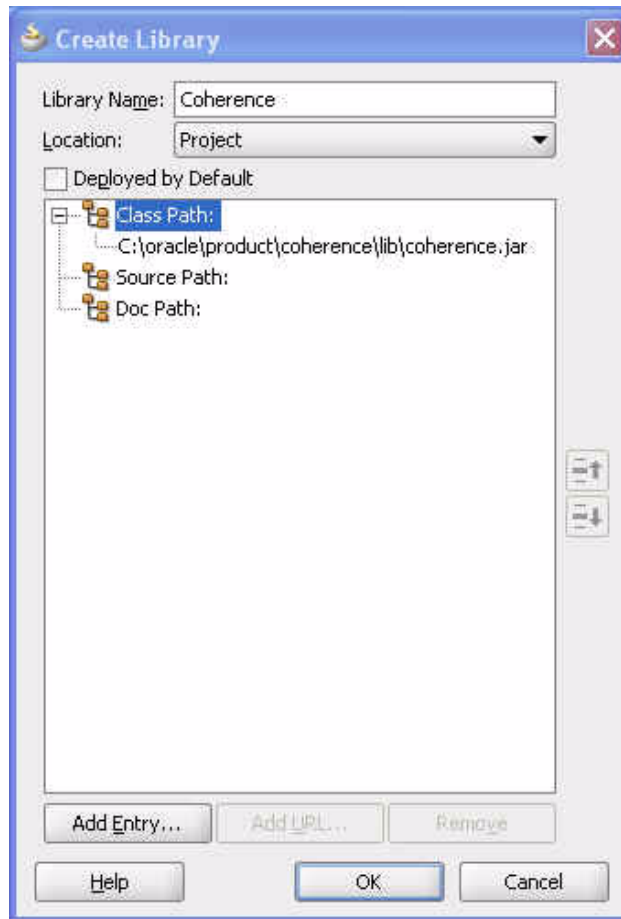 Create Library
Library Name: Coherence
Location: Project
Deployed by Default
Class Path:
C:\oracle\product\coherence\lib\coherence.jar
Source Path:
Doc Path:
Add Entry... Add URL... Remove
Help OK Cancel